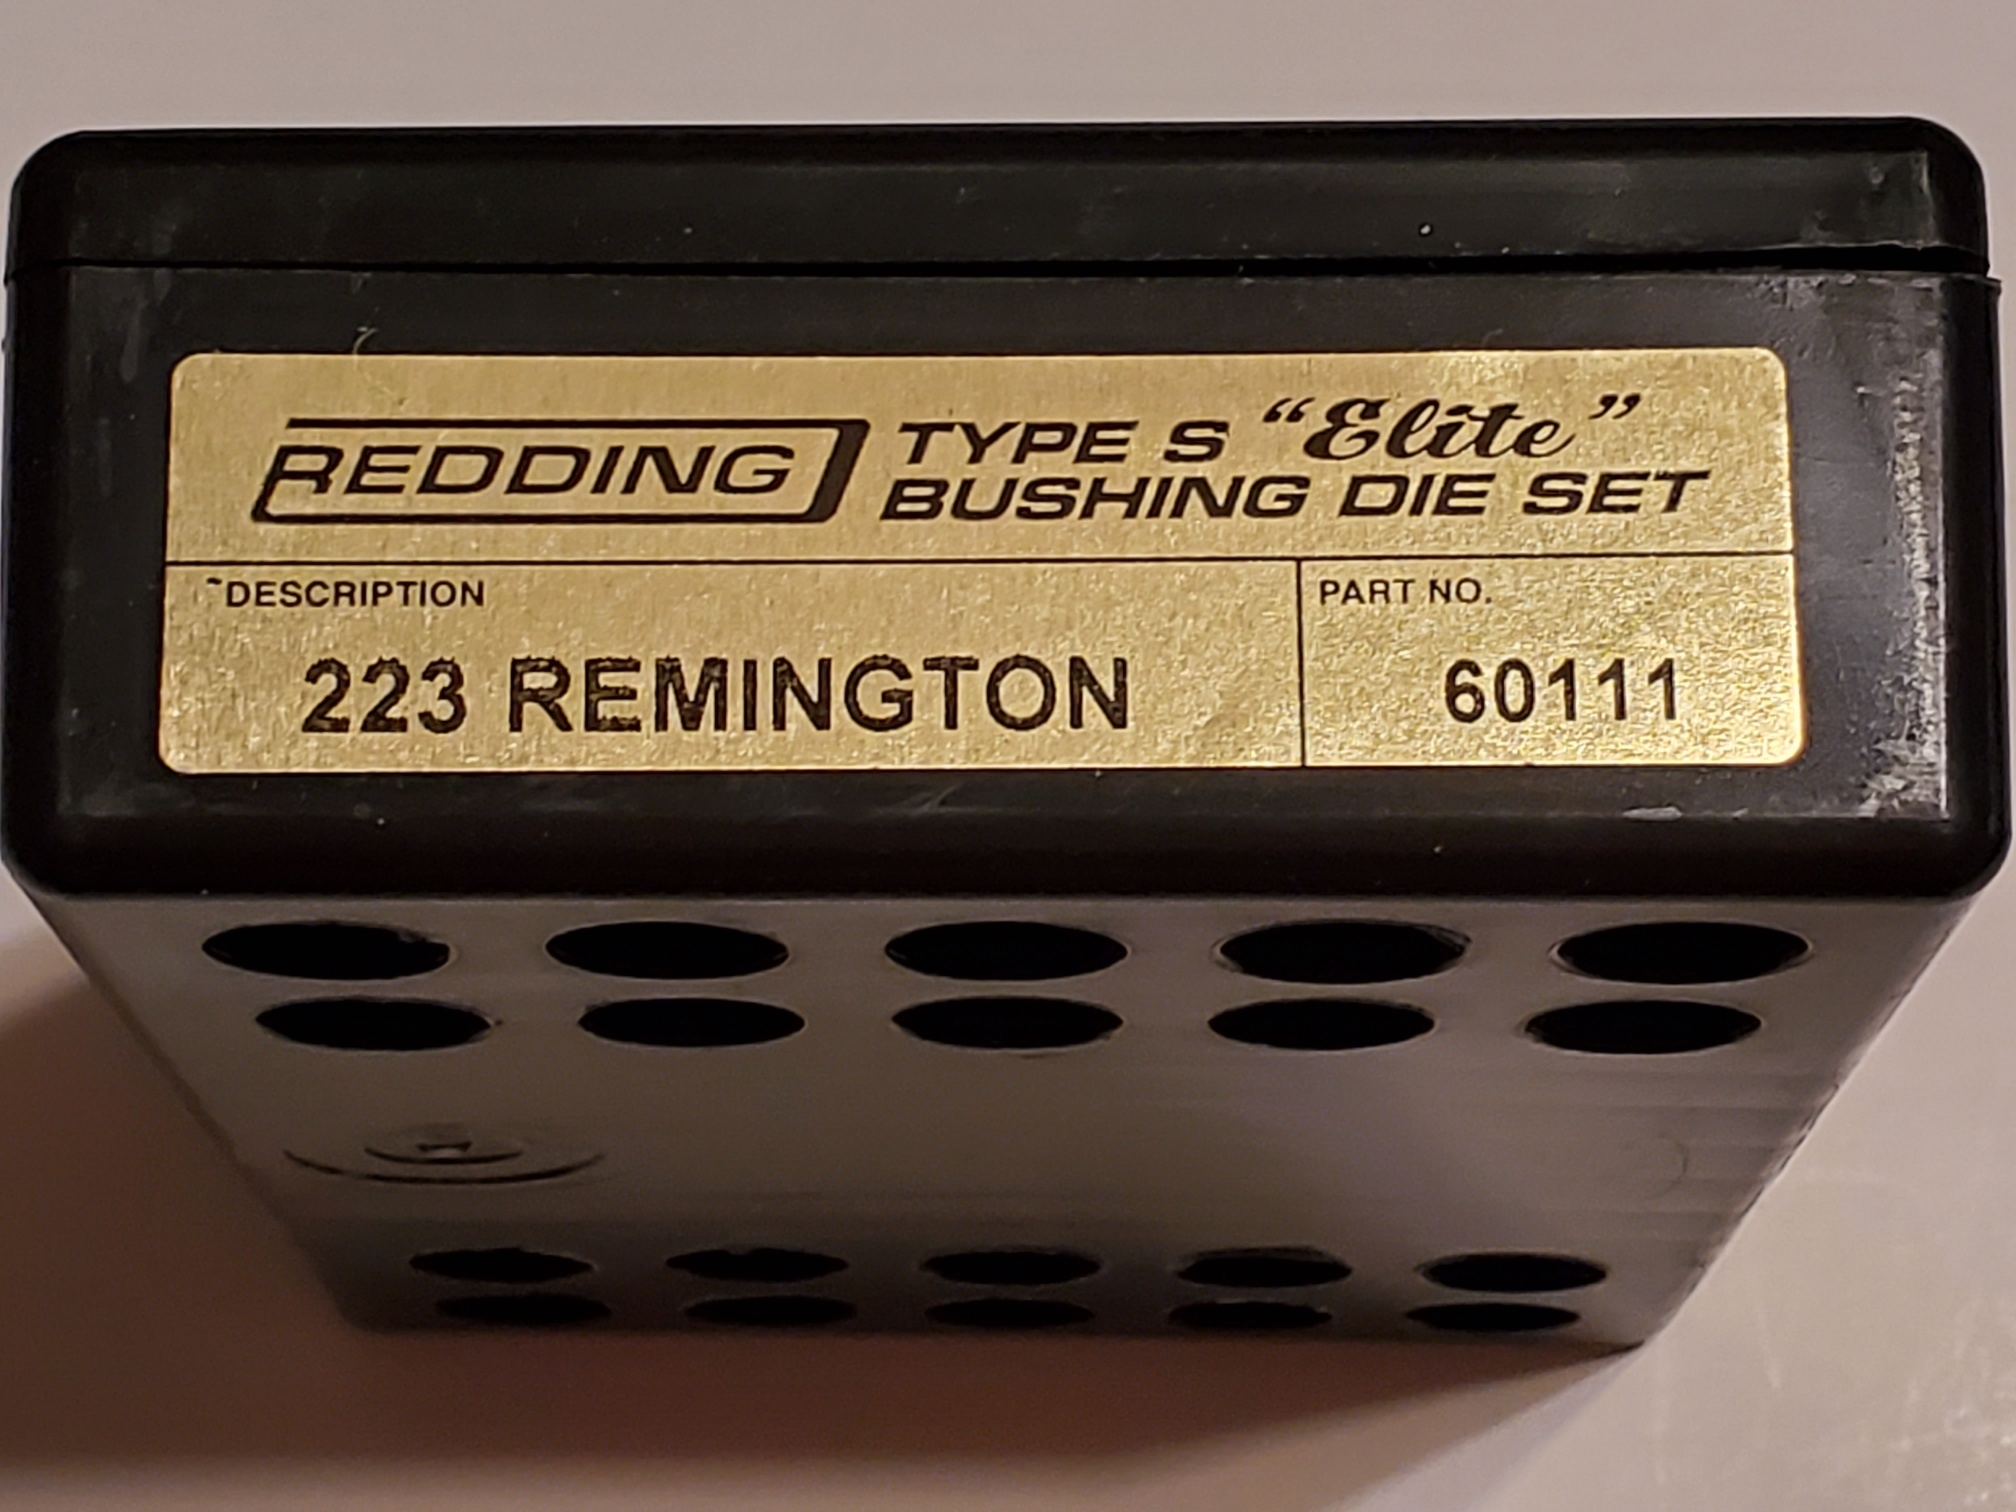 REDDING TYPE S “Elite”
BUSHING DIE SET
DESCRIPTION
223 REMINGTON
PART NO.
60111